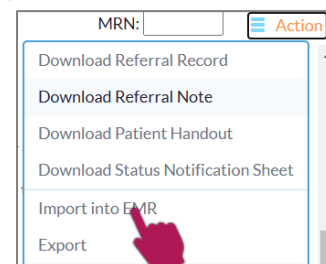 MRN: Action
Download Referral Record
Download Referral Note
Download Patient Handout
Download Status Notification Sheet
Import into EMR
Export